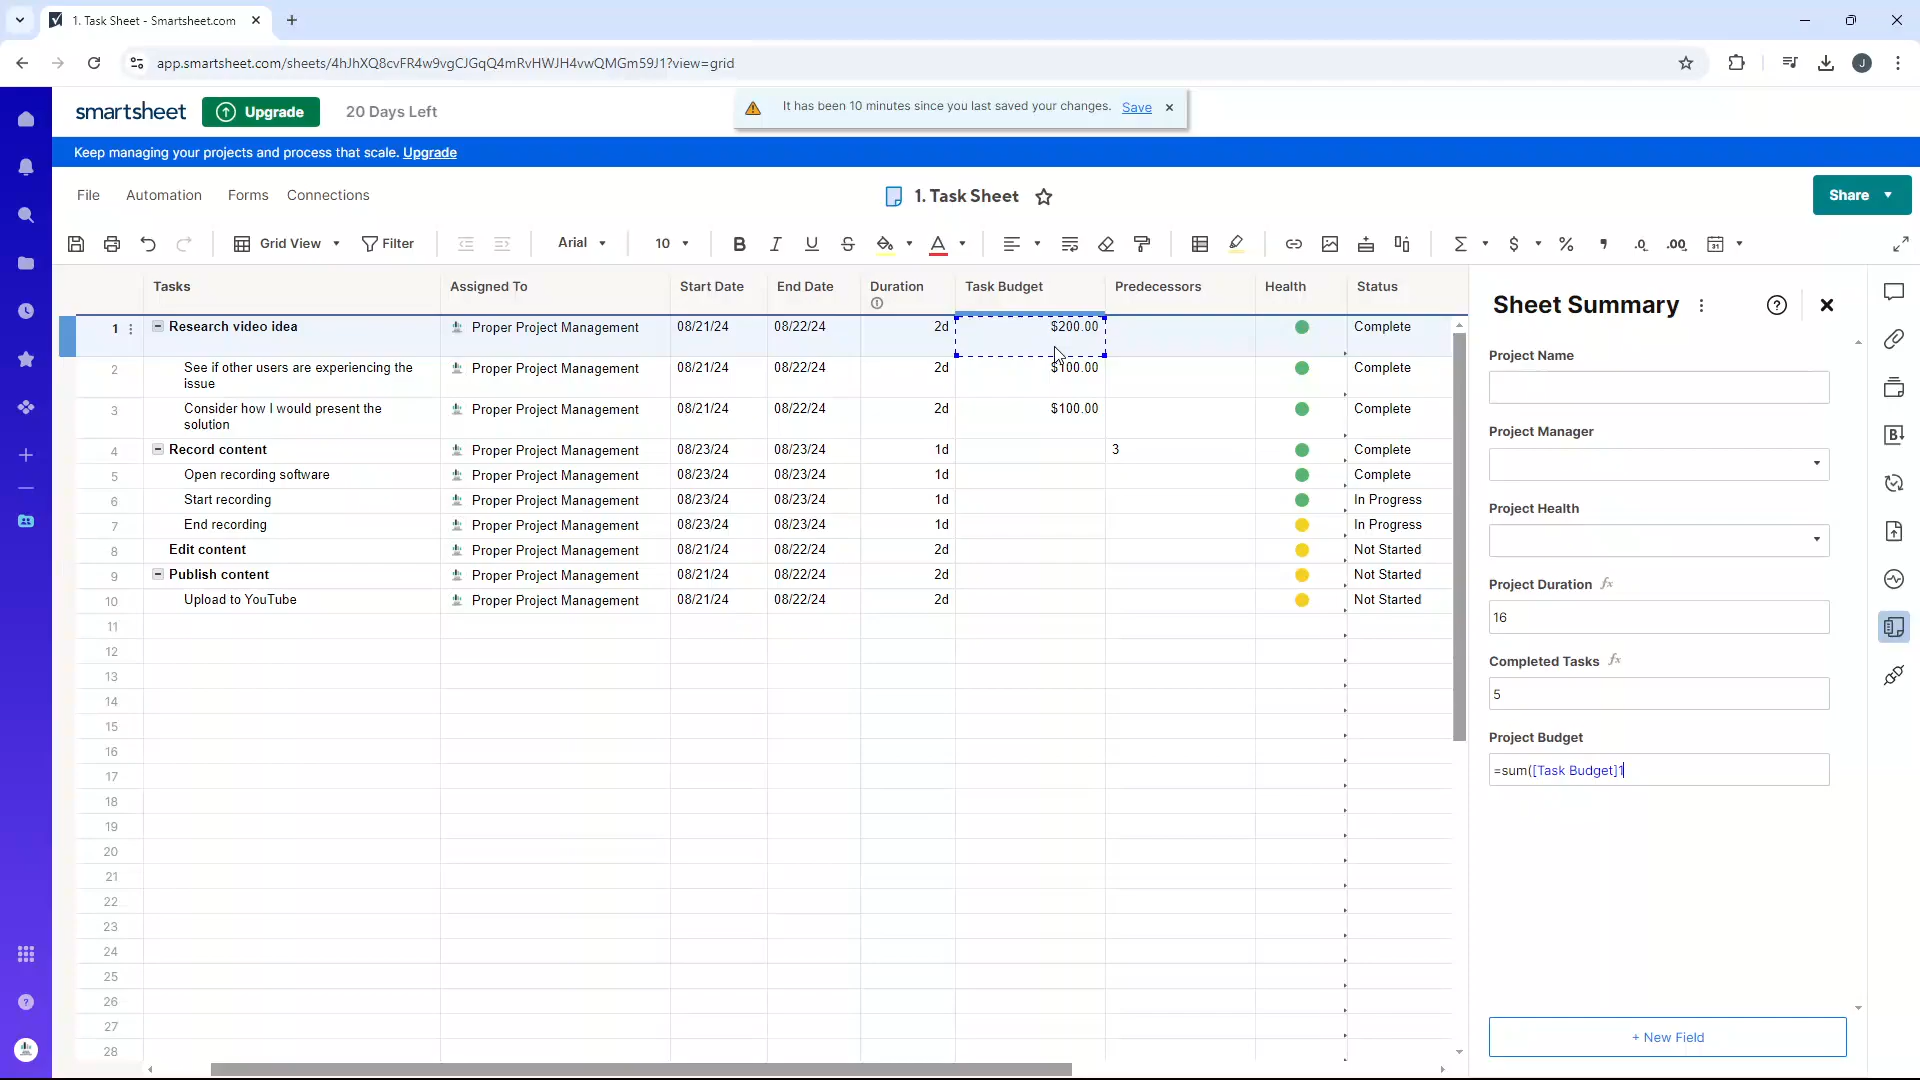 1. Task Sheet - Smartsheet.com
app.smartsheet.com/sheets/4hJhXQ8cvFR4w9vgCJGqQ4mRvHWJH4vwQMGm59J1?view=grid
J
smartsheet
Upgrade
20 Days Left
It has been 10 minutes since you last saved your changes. Save
Keep managing your projects and process that scale. Upgrade
File Automation Forms Connections
1. Task Sheet
Share
Grid View Filter Arial 10
Tasks Assigned To Start Date End Date Duration Task Budget Predecessors Health Status
1 Research video idea Proper Project Management 08/21/24 08/22/24 2d $200.00 Complete
2 See if other users are experiencing the issue Proper Project Management 08/21/24 08/22/24 2d $100.00 Complete
3 Consider how I would present the solution Proper Project Management 08/21/24 08/22/24 2d $100.00 Complete
4 Record content Proper Project Management 08/23/24 08/23/24 1d 3 Complete
5 Open recording software Proper Project Management 08/23/24 08/23/24 1d Complete
6 Start recording Proper Project Management 08/23/24 08/23/24 1d In Progress
7 End recording Proper Project Management 08/23/24 08/23/24 1d In Progress
8 Edit content Proper Project Management 08/21/24 08/22/24 2d Not Started
9 Publish content Proper Project Management 08/21/24 08/22/24 2d Not Started
10 Upload to YouTube Proper Project Management 08/21/24 08/22/24 2d Not Started
11
12
13
14
15
16
17
18
19
20
21
22
23
24
25
26
27
28
Sheet Summary
Project Name
Project Manager
Project Health
Project Duration fx
16
Completed Tasks fx
5
Project Budget
=sum([Task Budget]1
+ New Field